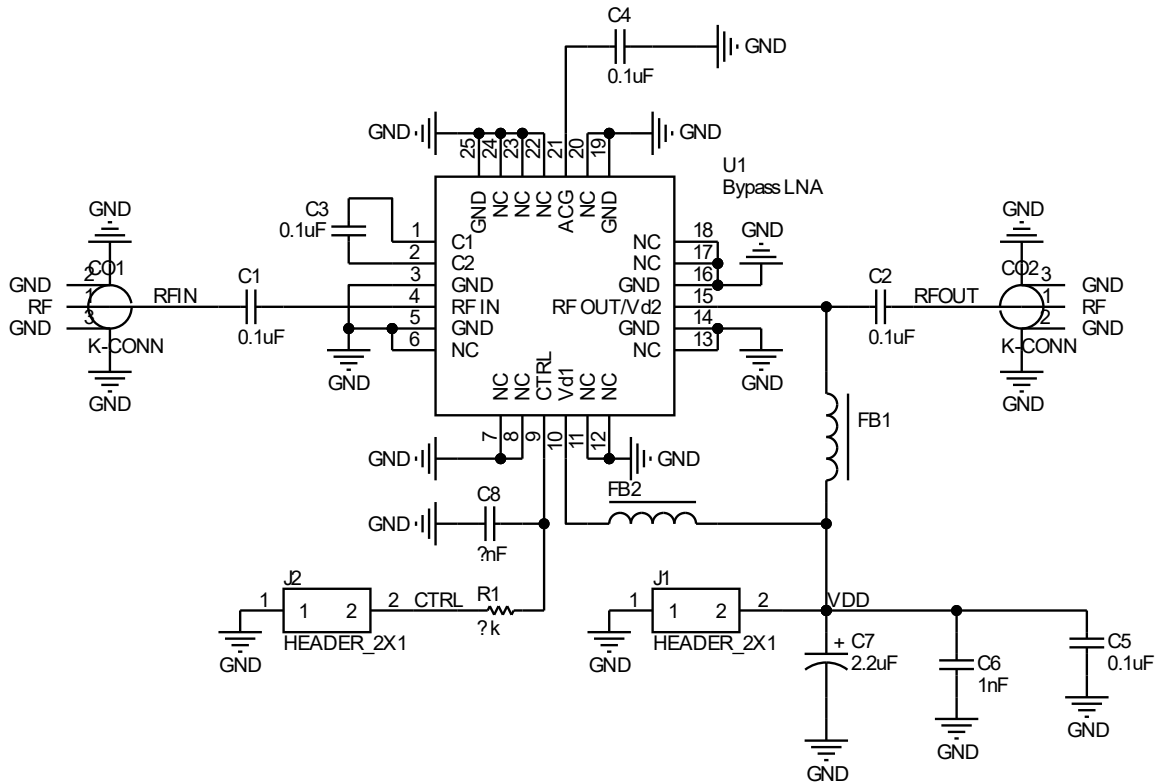 C4
GND
0.1uF
GND
25
24
23
22
21
20
19
GND
U1
Bypass LNA
GND
NC
NC
NC
ACG
NC
GND
GND
C3
0.1uF
1
C1
NC
18
GND
GND
2
C2
NC
17
3
GND
GND
16
GND
2
CO1
C1
C2
CO2
3
GND
RF
1
RFIN
4
RFIN
RFOUT/Vd2
15
RFOUT
1
RF
GND
3
0.1uF
5
GND
GND
14
0.1uF
2
GND
K-CONN
6
NC
NC
13
K-CONN
GND
GND
GND
GND
NC
NC
CTRL
Vd1
NC
NC
7
8
9
10
11
12
FB1
GND
GND
C8
FB2
GND
?nF
J2
R1
J1
1
1
2
2
CTRL
1
1
2
2
VDD
HEADER_2X1
?k
HEADER_2X1
GND
GND
+
C7
2.2uF
C6
1nF
C5
0.1uF
GND
GND
GND